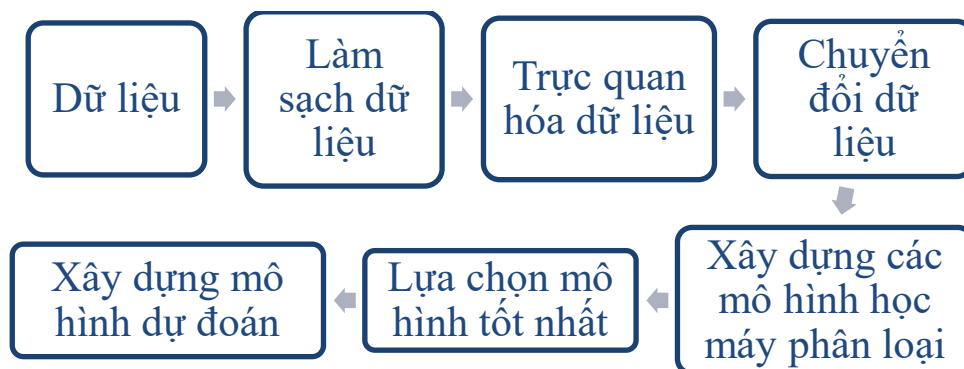 Dữ liệu
Làm
sạch dữ
liệu
Trực quan
hóa dữ liệu
Chuyển
đổi dữ
liệu
Xây dựng các
mô hình học
máy phân loại
Lựa chọn mô
hình tốt nhất
Xây dựng mô
hình dự đoán